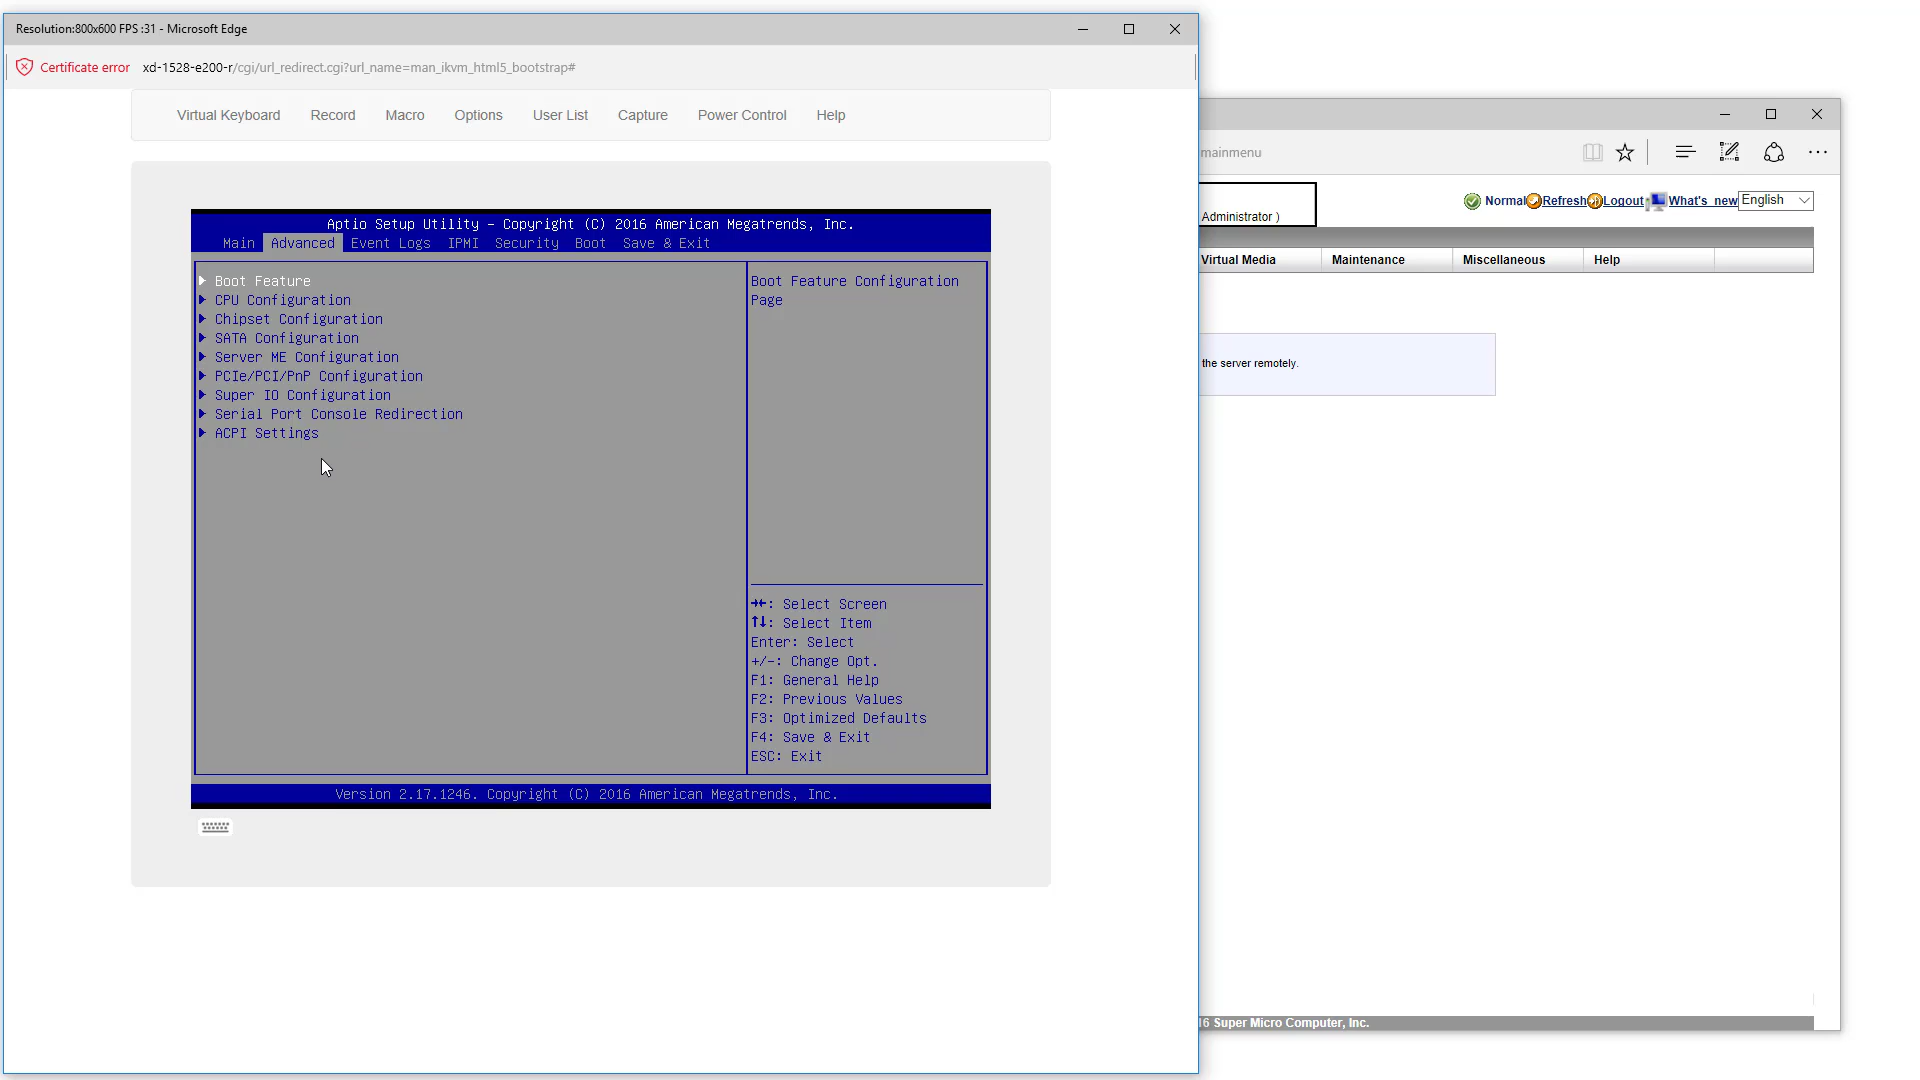 Resolution:800x600 FPS :31 - Microsoft Edge
Certificate error xd-1528-e200-r/cgi/url_redirect.cgi?url_name=man_ikvm_html5_bootstrap#
Virtual Keyboard Record Macro Options User List Capture Power Control Help
Aptio Setup Utility – Copyright (C) 2016 American Megatrends, Inc.
Main Advanced Event Logs IPMI Security Boot Save & Exit
Boot Feature
CPU Configuration
Chipset Configuration
SATA Configuration
Server ME Configuration
PCIe/PCI/PnP Configuration
Super IO Configuration
Serial Port Console Redirection
ACPI Settings
Boot Feature Configuration
Page
→←: Select Screen
↑↓: Select Item
Enter: Select
+/-: Change Opt.
F1: General Help
F2: Previous Values
F3: Optimized Defaults
F4: Save & Exit
ESC: Exit
Version 2.17.1246. Copyright (C) 2016 American Megatrends, Inc.
mainmenu
Administrator )
Normal Refresh Logout What's new English
Virtual Media Maintenance Miscellaneous Help
the server remotely.
16 Super Micro Computer, Inc.